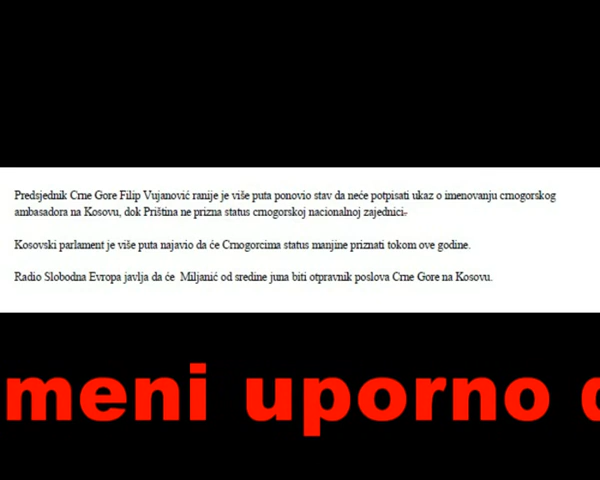 Predsjednik Crne Gore Filip Vujanović ranije je više puta ponovio stav da neće potpisati ukaz o imenovanju crnogorskog
ambasadora na Kosovu, dok Priština ne prizna status crnogorskoj nacionalnoj zajednici.
Kosovski parlament je više puta najavio da će Crnogorcima status manjine priznati tokom ove godine.
Radio Slobodna Evropa javlja da će Miljanić od sredine juna biti otpravnik poslova Crne Gore na Kosovu.
meni uporno